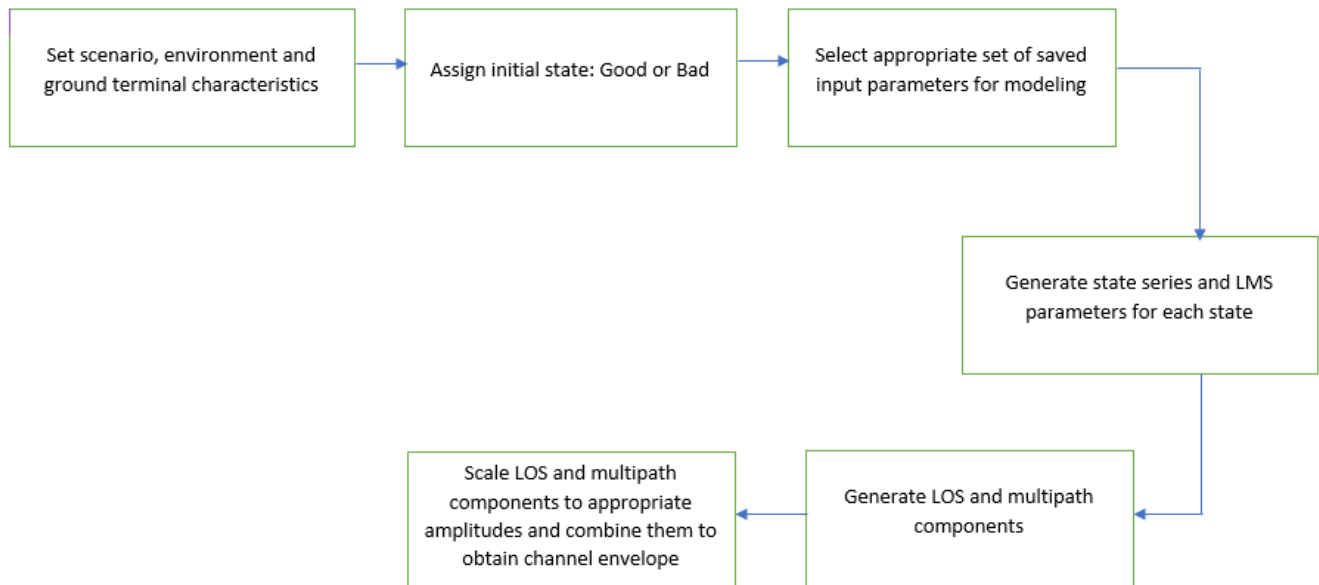 Set scenario, environment and
ground terminal characteristics
Assign initial state: Good or Bad
Select appropriate set of saved
input parameters for modeling
Generate state series and LMS
parameters for each state
Generate LOS and multipath
components
Scale LOS and multipath
components to appropriate
amplitudes and combine them to
obtain channel envelope